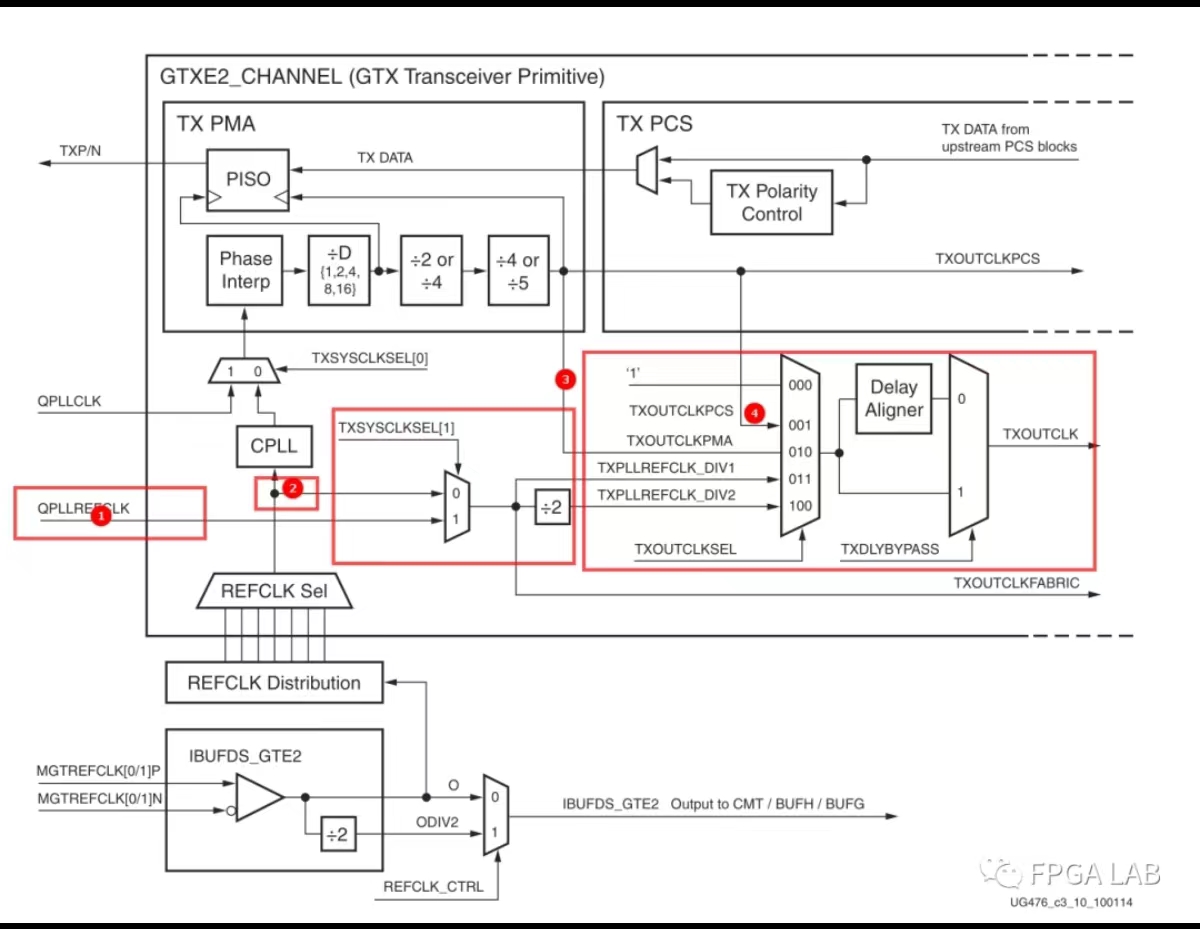 GTXE2_CHANNEL (GTX Transceiver Primitive)
TX PMA
TX PCS
TX DATA from
upstream PCS blocks
TXP/N
TX DATA
PISO
TX Polarity
Control
Phase
Interp
÷D
{1,2,4,
8,16}
÷2 or
÷4
÷4 or
÷5
TXOUTCLKPCS
TXSYSCLKSEL[0]
1 0
QPLLCLK
CPLL
3
'1'
000
TXOUTCLKPCS
4
001
TXOUTCLKPMA
010
TXPLLREFCLK_DIV1
011
TXPLLREFCLK_DIV2
100
Delay
Aligner
0
1
TXOUTCLK
TXSYSCLKSEL[1]
2
0
1
÷2
QPLLREFCLK
1
TXOUTCLKSEL
TXDLYBYPASS
TXOUTCLKFABRIC
REFCLK Sel
REFCLK Distribution
IBUFDS_GTE2
MGTREFCLK[0/1]P
MGTREFCLK[0/1]N
÷2
O
ODIV2
0
1
IBUFDS_GTE2 Output to CMT / BUFH / BUFG
REFCLK_CTRL
FPGA LAB
UG476_c3_10_100114